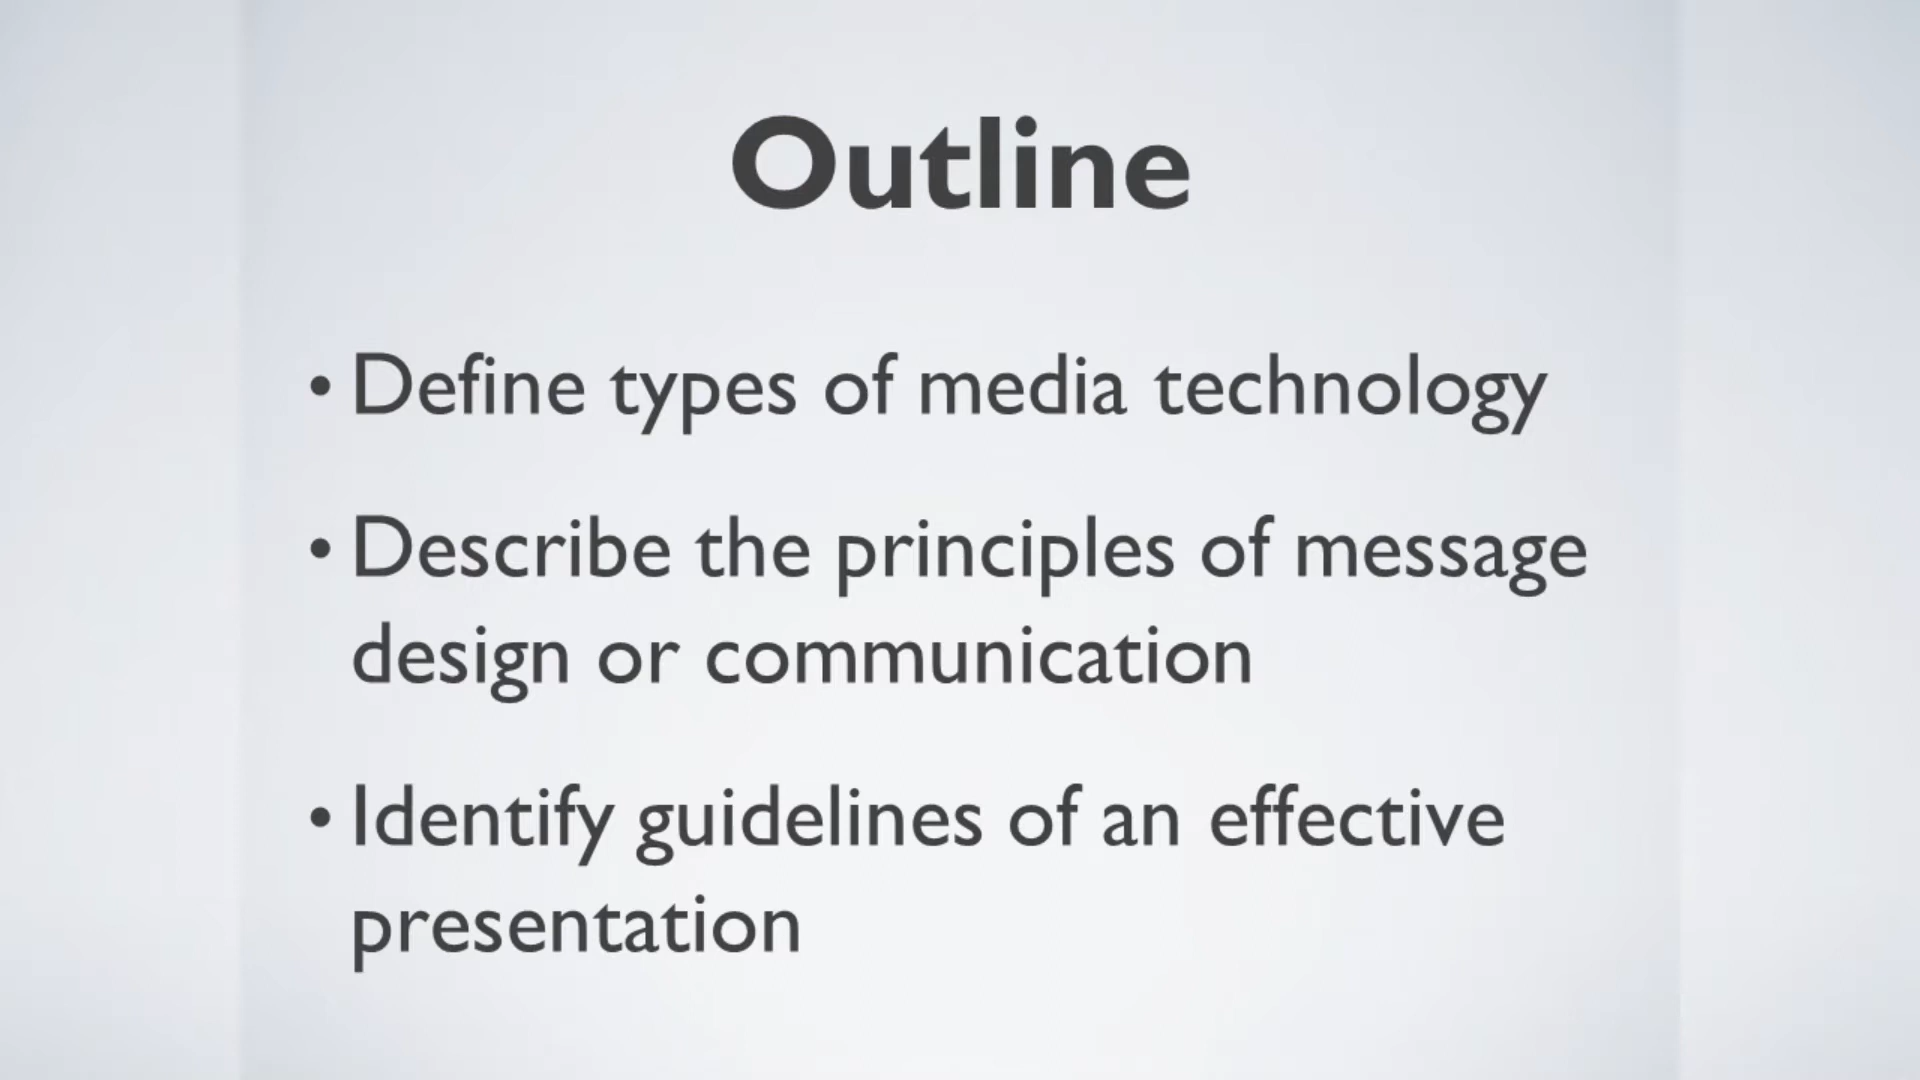 Outline
• Define types of media technology
• Describe the principles of message
design or communication
• Identify guidelines of an effective
presentation